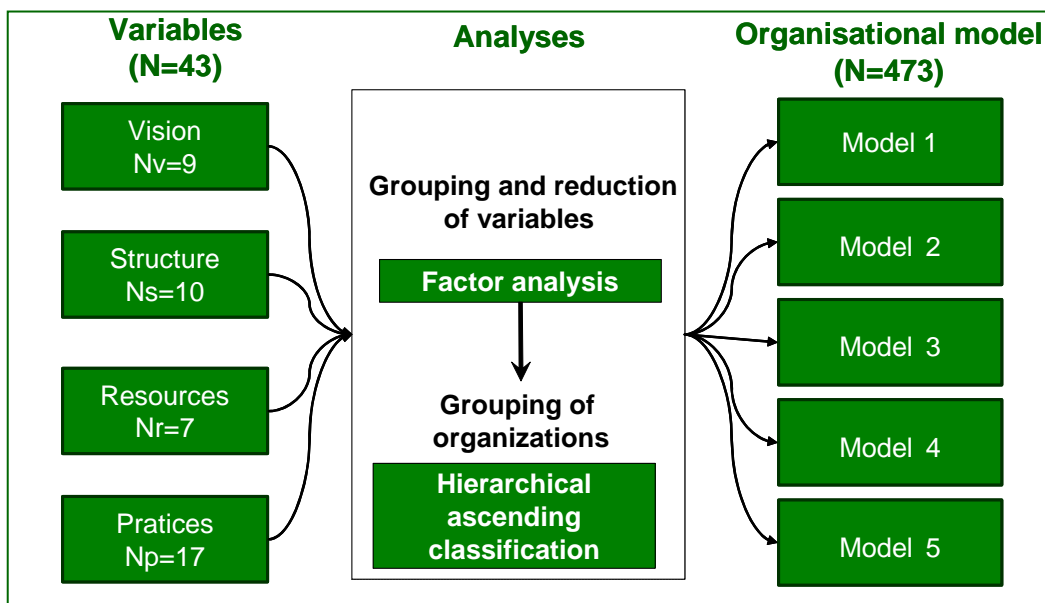 Variables
(N=43)
Vision
Nv=9
Structure
Ns=10
Resources
Nr=7
Pratices
Np=17
Analyses
Grouping and reduction
of variables
Factor analysis
Grouping of
organizations
Hierarchical
ascending
classification
Organisational model
(N=473)
Model 1
Model 2
Model 3
Model 4
Model 5